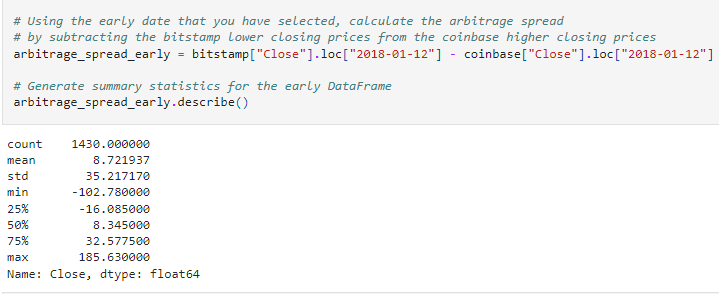 # Using the early date that you have selected, calculate the arbitrage spread
# by subtracting the bitstamp lower closing prices from the coinbase higher closing prices
arbitrage_spread_early = bitstamp["Close"].loc["2018-01-12"] - coinbase["Close"].loc["2018-01-12"]
# Generate summary statistics for the early DataFrame
arbitrage_spread_early.describe()
count    1430.000000
mean        8.721937
std        35.217170
min      -102.780000
25%       -16.085000
50%         8.345000
75%        32.577500
max       185.630000
Name: Close, dtype: float64